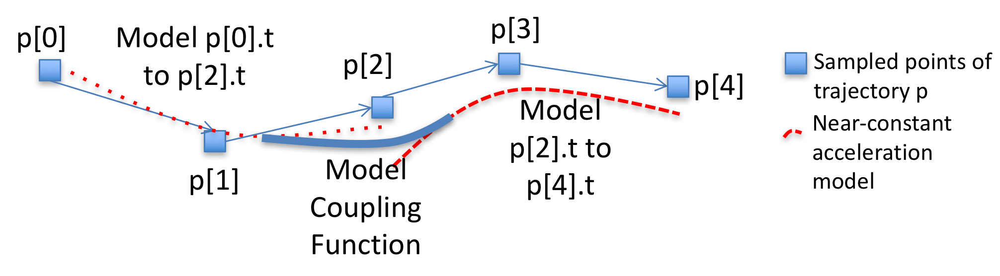 p[0]
Model p[0].t
to p[2].t
p[1]
p[2]
Model
Coupling
Function
p[3]
Model
p[2].t to
p[4].t
p[4]
Sampled points of
trajectory p
Near-constant
acceleration
model